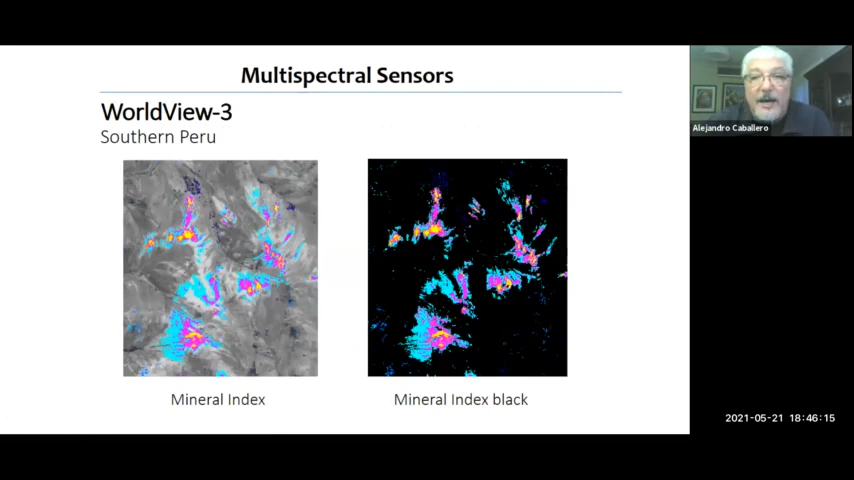 Multispectral Sensors
WorldView-3
Southern Peru
Mineral Index
Mineral Index black
Alejandro Caballero
2021-05-21 18:46:15